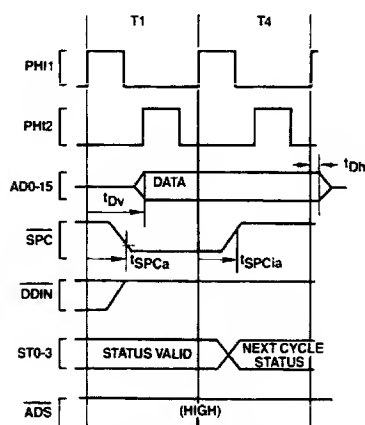 T1 T4
PHI1
PHI2
AD0-15 DATA tDh
tDv
SPC
tSPCa tSPCia
DDIN
ST0-3 STATUS VALID NEXT CYCLE
STATUS
ADS (HIGH)